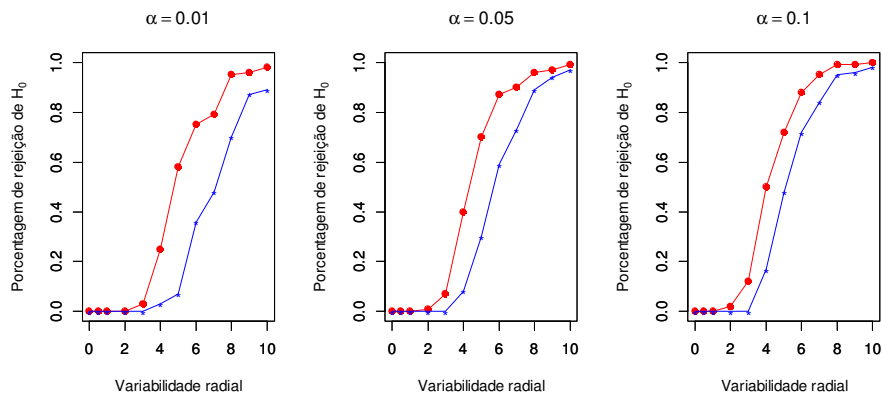 α = 0.01
Porcentagem de rejeição de H0
1.0
0.8
0.6
0.4
0.2
0.0
0 2 4 6 8 10
Variabilidade radial
α = 0.05
Porcentagem de rejeição de H0
1.0
0.8
0.6
0.4
0.2
0.0
0 2 4 6 8 10
Variabilidade radial
α = 0.1
Porcentagem de rejeição de H0
1.0
0.8
0.6
0.4
0.2
0.0
0 2 4 6 8 10
Variabilidade radial